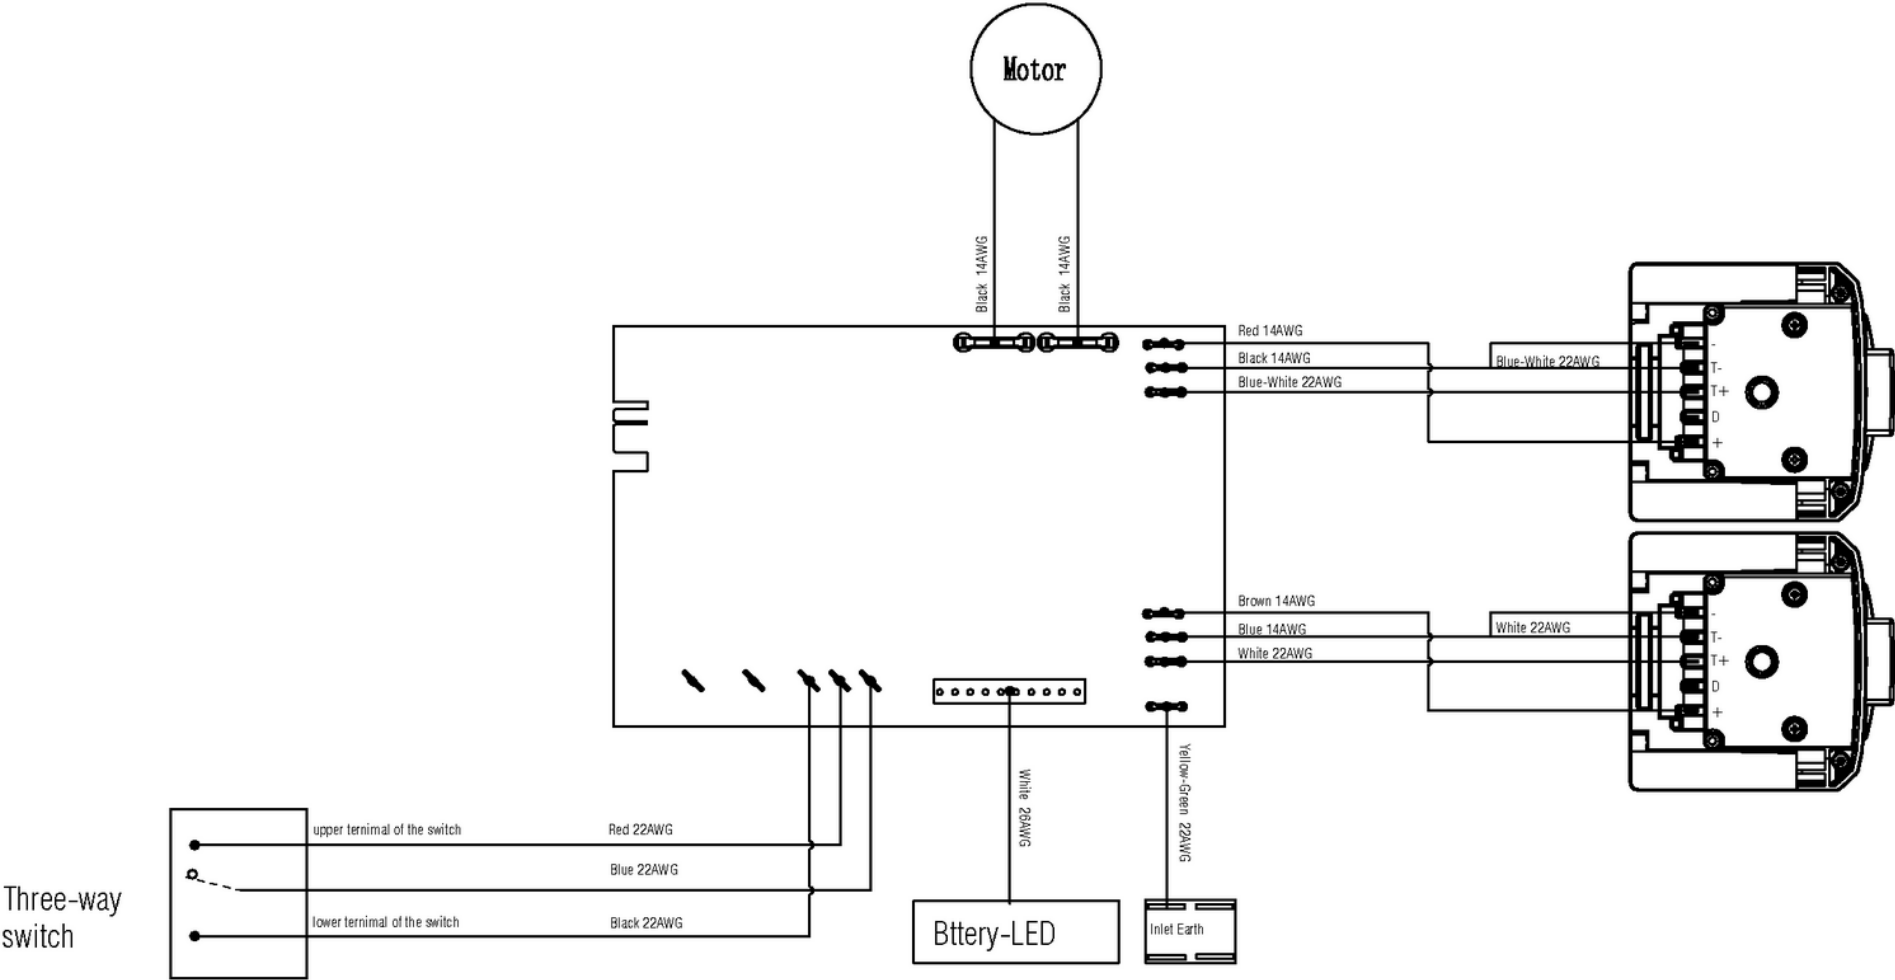 Motor
Black 14AWG
Black 14AWG
Red 14AWG
Black 14AWG
Blue-White 22AWG
Blue-White 22AWG
-
T-
T+
D
+
Brown 14AWG
Blue 14AWG
White 22AWG
White 22AWG
-
T-
T+
D
+
White 26AWG
Yellow-Green 22AWG
upper ternimal of the switch
Red 22AWG
Blue 22AWG
lower ternimal of the switch
Black 22AWG
Three-way
switch
Bttery-LED
Inlet Earth